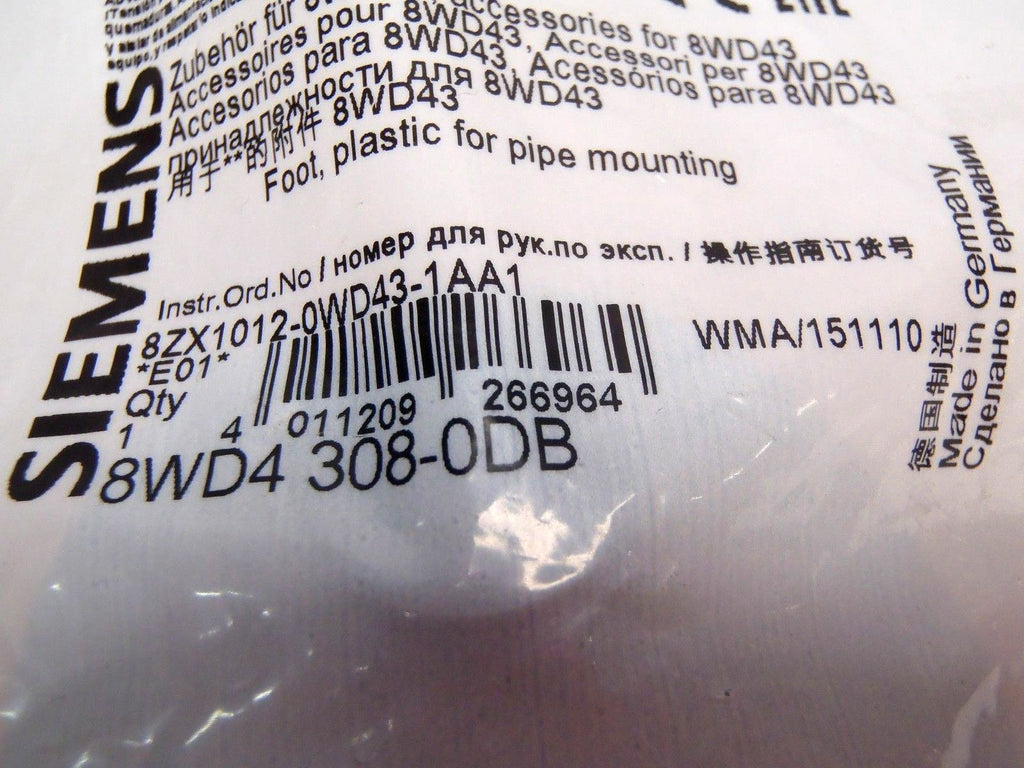 SIEMENS
Zubehör für accessories for 8WD43
Accessoires pour 8WD43, Accessori per 8WD43
Accesorios para 8WD43, Acessórios para 8WD43
принадлежности для 8WD43
用于**的附件 8WD43
Foot, plastic for pipe mounting
Instr.Ord.No / номер для рук.по эксп. / 操作指南订货号
8ZX1012-0WD43-1AA1
*E01*
Qty
1
4 011209 266964
8WD4 308-0DB
WMA/151110
德国制造
Made in Germany
Сделано в Германии